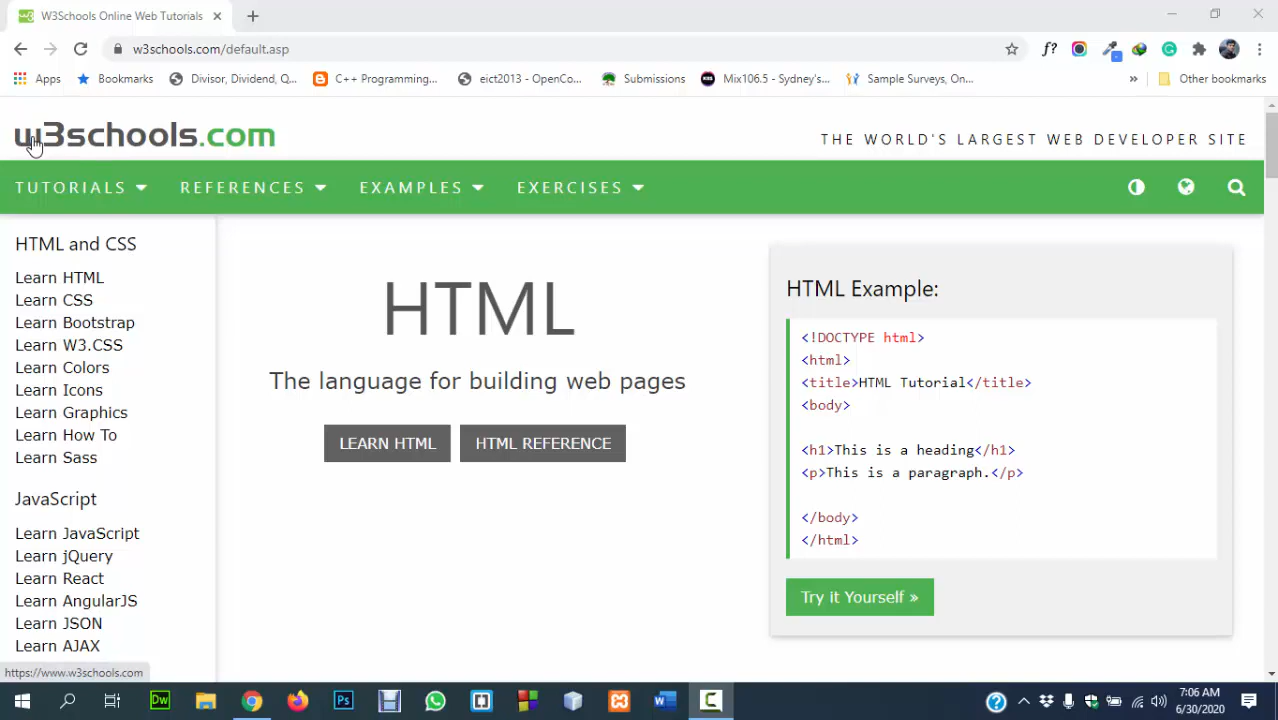 W3Schools Online Web Tutorials
w3schools.com/default.asp
f?
Apps
Bookmarks
Divisor, Dividend, Q...
C++ Programming...
eict2013 - OpenCo...
Submissions
Mix106.5 - Sydney's...
Sample Surveys, On...
»
Other bookmarks
w3schools.com
THE WORLD'S LARGEST WEB DEVELOPER SITE
TUTORIALS
REFERENCES
EXAMPLES
EXERCISES
HTML and CSS
Learn HTML
Learn CSS
Learn Bootstrap
Learn W3.CSS
Learn Colors
Learn Icons
Learn Graphics
Learn How To
Learn Sass
JavaScript
Learn JavaScript
Learn jQuery
Learn React
Learn AngularJS
Learn JSON
Learn AJAX
HTML
The language for building web pages
LEARN HTML
HTML REFERENCE
HTML Example:
<!DOCTYPE html>
<html>
<title>HTML Tutorial</title>
<body>
<h1>This is a heading</h1>
<p>This is a paragraph.</p>
</body>
</html>
Try it Yourself »
https://www.w3schools.com
Dw
Ps
7:06 AM
6/30/2020